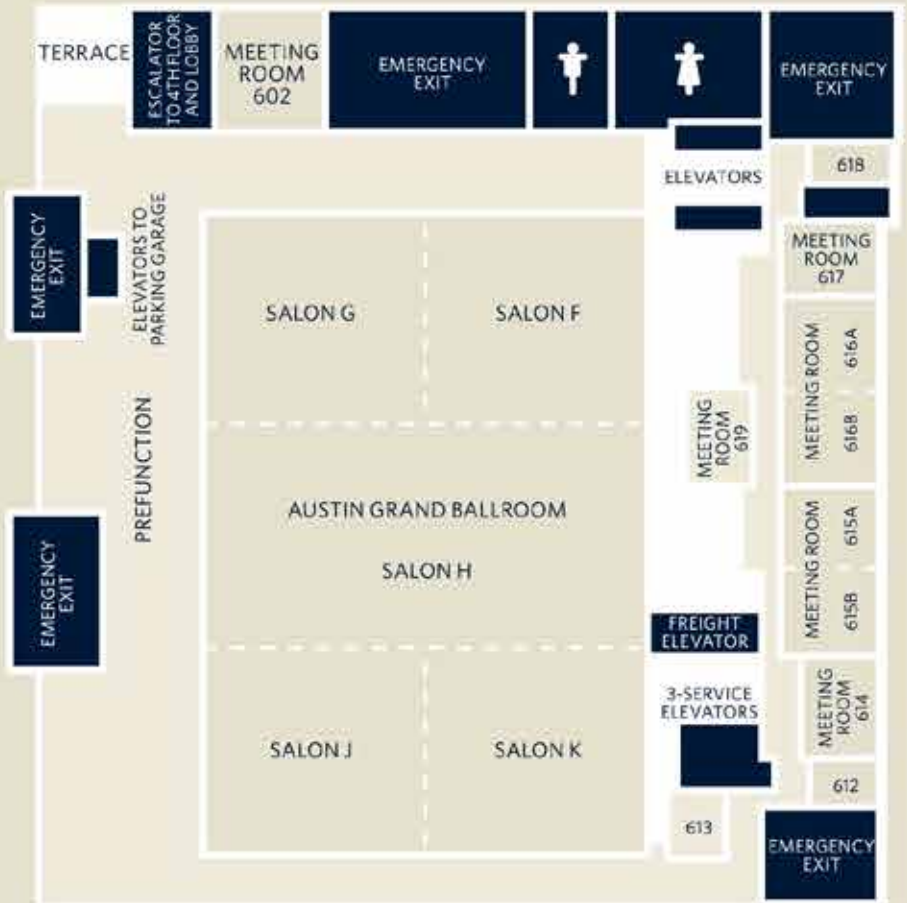 TERRACE
ESCALATOR
TO 4TH FLOOR
AND LOBBY
MEETING
ROOM
602
EMERGENCY
EXIT
EMERGENCY
EXIT
ELEVATORS
618
EMERGENCY
EXIT
ELEVATORS TO
PARKING GARAGE
MEETING
ROOM
617
SALON G
SALON F
MEETING ROOM
616A
616B
MEETING
ROOM
619
PREFUNCTION
AUSTIN GRAND BALLROOM
SALON H
MEETING ROOM
615A
615B
EMERGENCY
EXIT
FREIGHT
ELEVATOR
3-SERVICE
ELEVATORS
MEETING
ROOM
614
SALON J
SALON K
612
613
EMERGENCY
EXIT